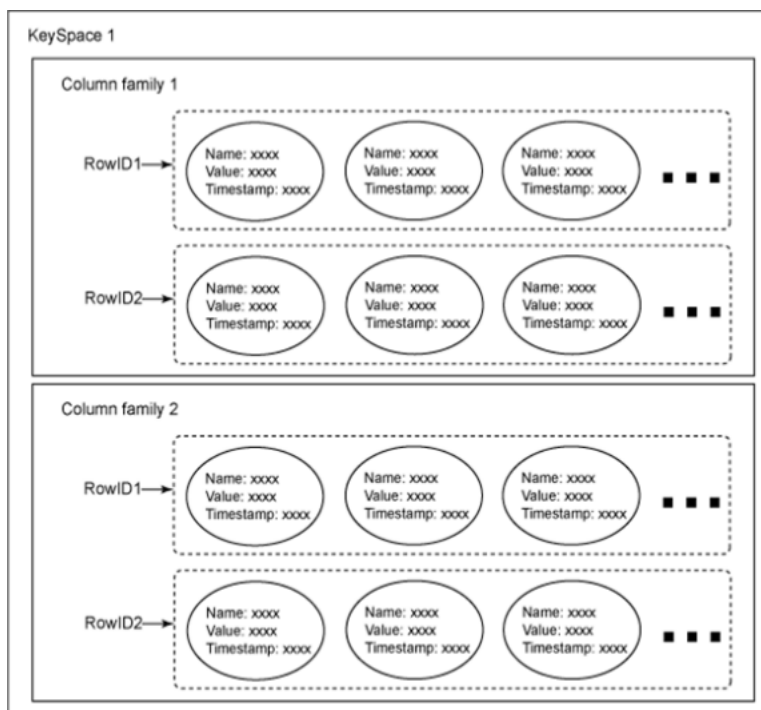 KeySpace 1
Column family 1
RowID1
Name: xxxx
Value: xxxx
Timestamp: xxxx
Name: xxxx
Value: xxxx
Timestamp: xxxx
Name: xxxx
Value: xxxx
Timestamp: xxxx
RowID2
Name: xxxx
Value: xxxx
Timestamp: xxxx
Name: xxxx
Value: xxxx
Timestamp: xxxx
Name: xxxx
Value: xxxx
Timestamp: xxxx
Column family 2
RowID1
Name: xxxx
Value: xxxx
Timestamp: xxxx
Name: xxxx
Value: xxxx
Timestamp: xxxx
Name: xxxx
Value: xxxx
Timestamp: xxxx
RowID2
Name: xxxx
Value: xxxx
Timestamp: xxxx
Name: xxxx
Value: xxxx
Timestamp: xxxx
Name: xxxx
Value: xxxx
Timestamp: xxxx